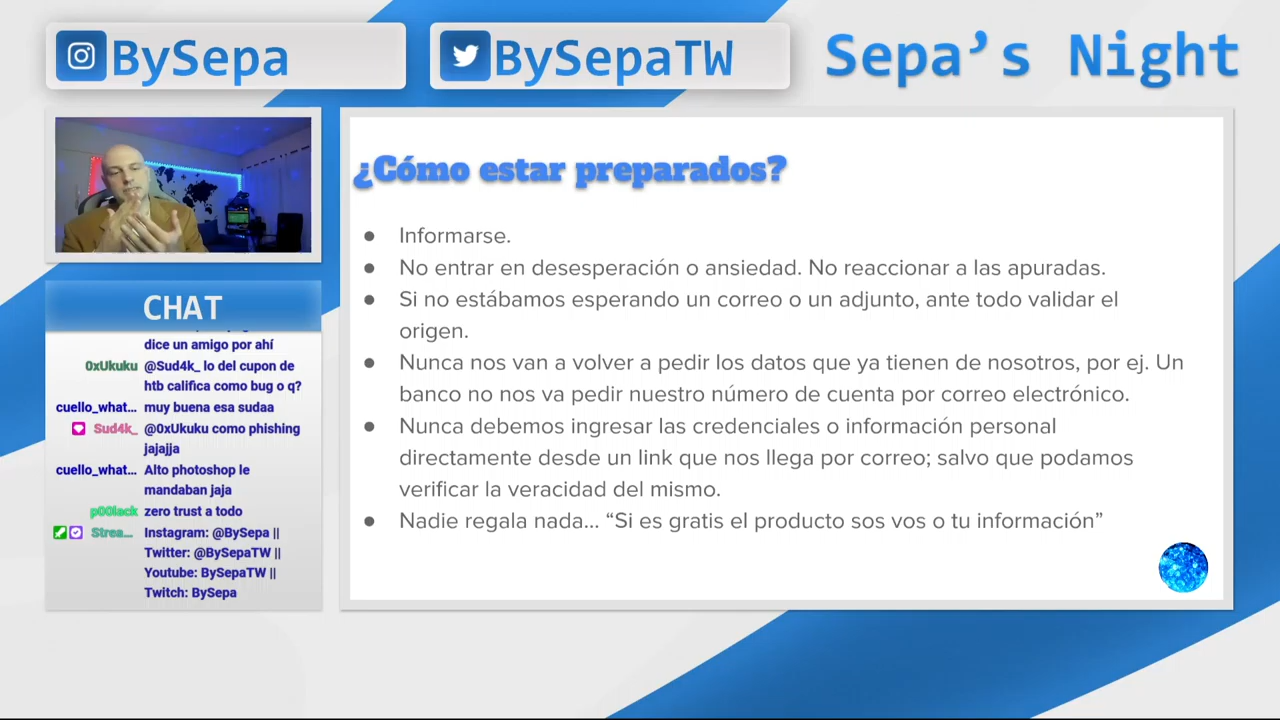 BySepa
BySepaTW
Sepa’s Night
¿Cómo estar preparados?
● Informarse.
● No entrar en desesperación o ansiedad. No reaccionar a las apuradas.
● Si no estábamos esperando un correo o un adjunto, ante todo validar el
origen.
● Nunca nos van a volver a pedir los datos que ya tienen de nosotros, por ej. Un
banco no nos va pedir nuestro número de cuenta por correo electrónico.
● Nunca debemos ingresar las credenciales o información personal
directamente desde un link que nos llega por correo; salvo que podamos
verificar la veracidad del mismo.
● Nadie regala nada... “Si es gratis el producto sos vos o tu información”
CHAT
dice un amigo por ahí
0xUkuku @Sud4k_ lo del cupon de
htb califica como bug o q?
cuello_what... muy buena esa sudaa
Sud4k_ @0xUkuku como phishing
jajajja
cuello_what... Alto photoshop le
mandaban jaja
p00lack zero trust a todo
Strea... Instagram: @BySepa ||
Twitter: @BySepaTW ||
Youtube: BySepaTW ||
Twitch: BySepa